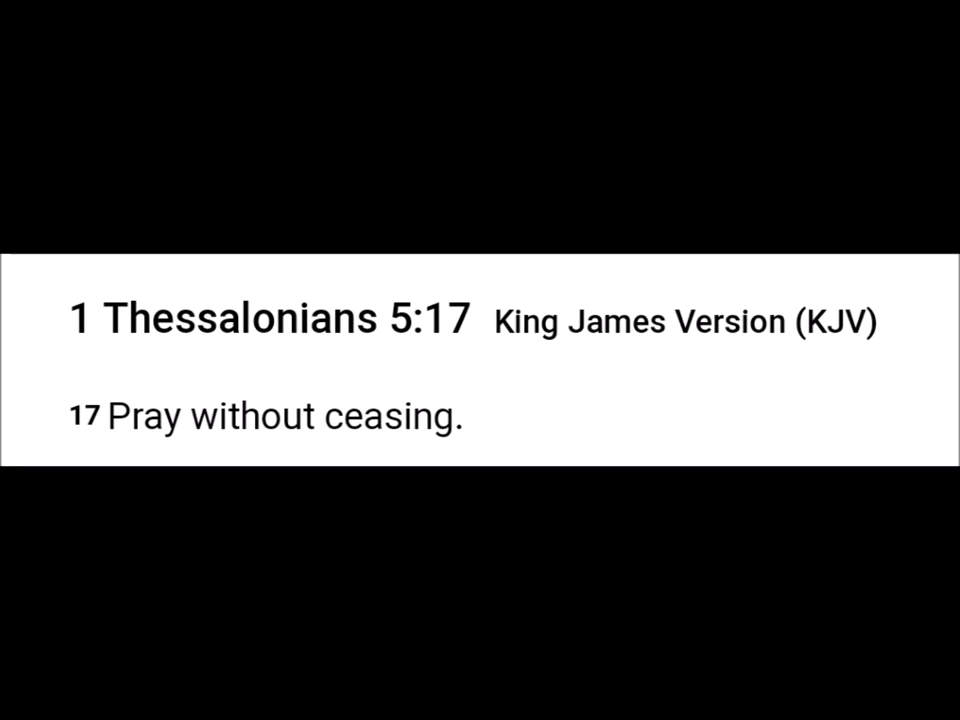 1 Thessalonians 5:17 King James Version (KJV)
17 Pray without ceasing.